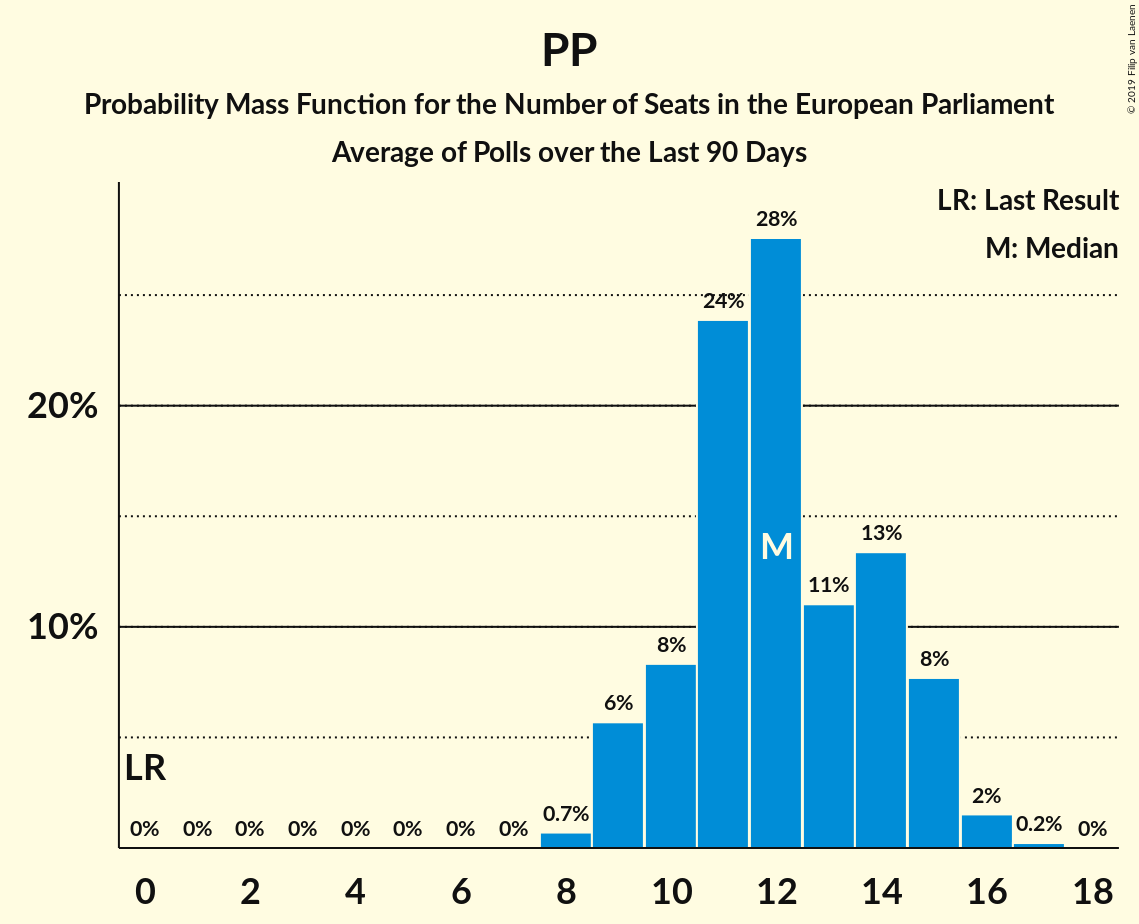 PP
Probability Mass Function for the Number of Seats in the European Parliament
Average of Polls over the Last 90 Days
© 2019 Filip van Laenen
LR: Last Result
M: Median
28%
24%
20%
13%
M
11%
10%
8%
8%
6%
LR
2%
0% 0% 0% 0% 0% 0% 0% 0% 0.7% 0.2% 0%
0 2 4 6 8 10 12 14 16 18